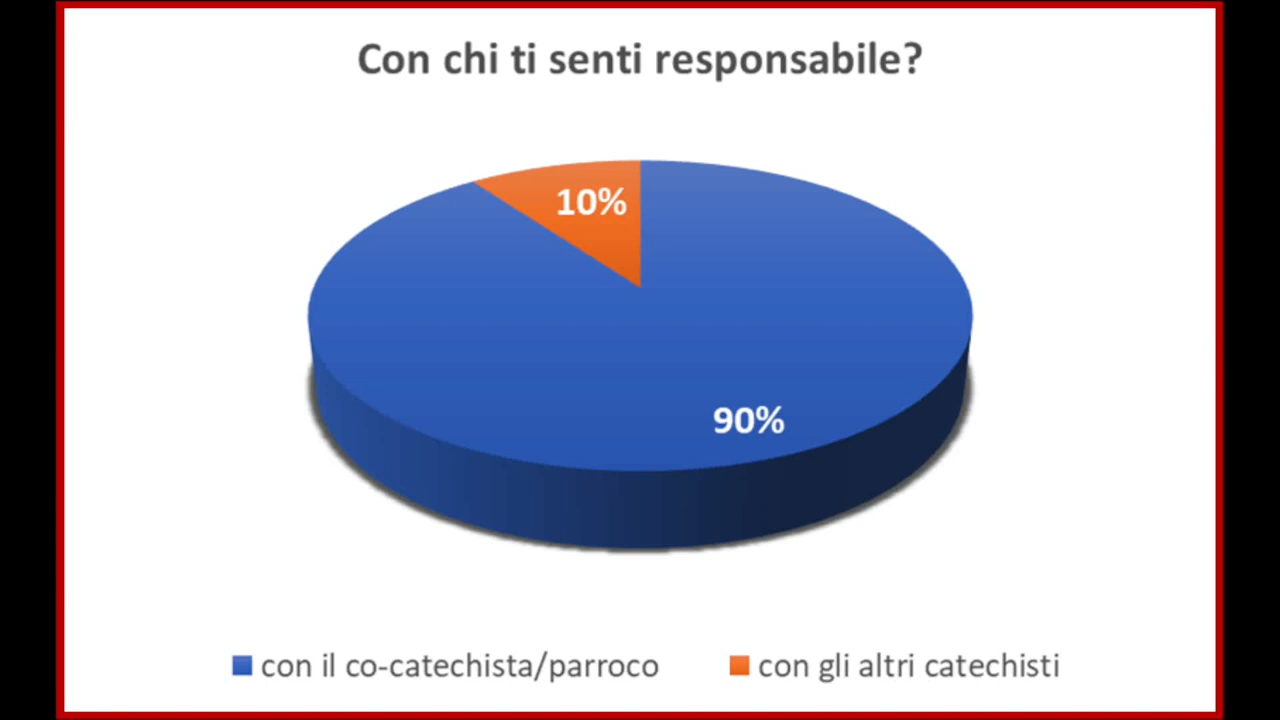 Con chi ti senti responsabile?
10%
90%
con il co-catechista/parroco
con gli altri catechisti